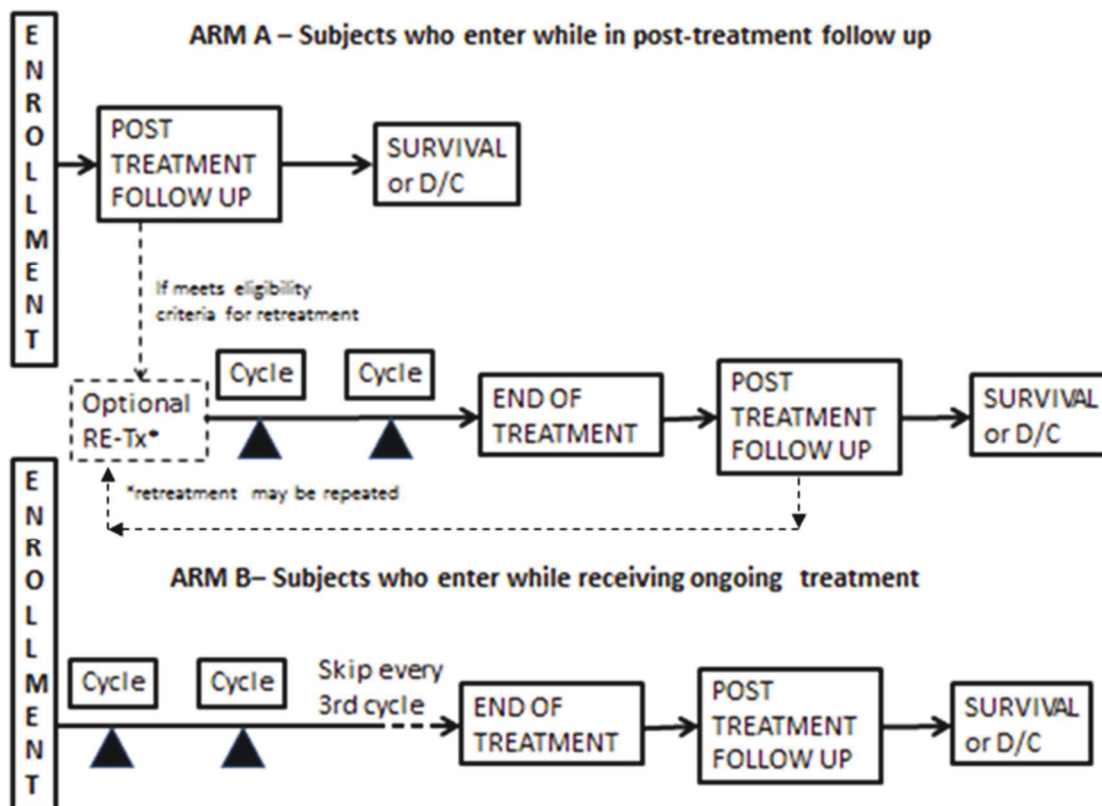 ENROLLMENT
ARM A – Subjects who enter while in post-treatment follow up
POST
TREATMENT
FOLLOW UP
SURVIVAL
or D/C
If meets eligibility
criteria for retreatment
Optional
RE-Tx*
Cycle
Cycle
END OF
TREATMENT
POST
TREATMENT
FOLLOW UP
SURVIVAL
or D/C
*retreatment may be repeated
ENROLLMENT
ARM B– Subjects who enter while receiving ongoing treatment
Cycle
Cycle
Skip every
3rd cycle
END OF
TREATMENT
POST
TREATMENT
FOLLOW UP
SURVIVAL
or D/C